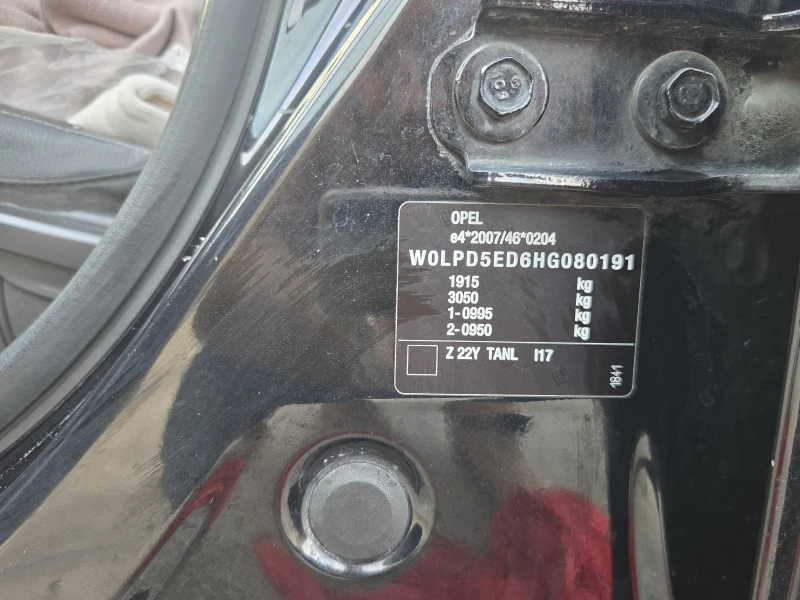 OPEL
e4*2007/46*0204
W0LPD5ED6HG080191
1915 kg
3050 kg
1-0995 kg
2-0950 kg
Z 22Y TANL I17
1841